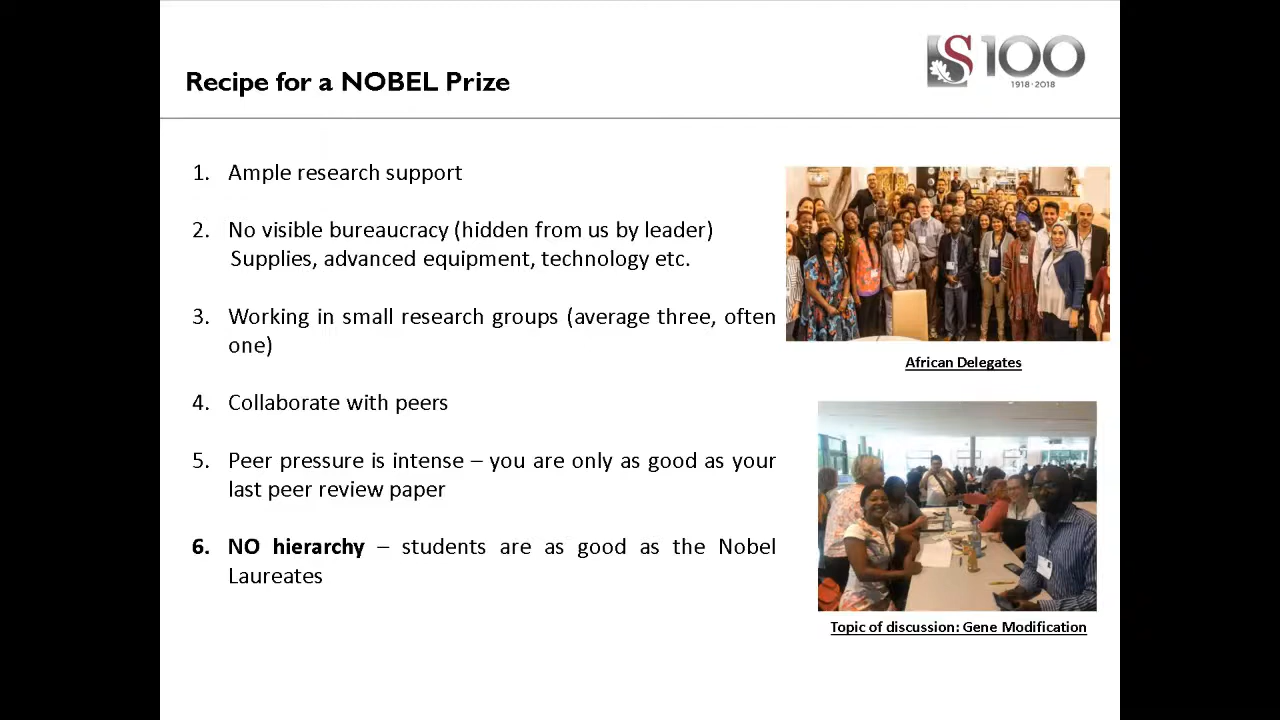 Recipe for a NOBEL Prize
S 100
1918 · 2018
1. Ample research support
2. No visible bureaucracy (hidden from us by leader)
Supplies, advanced equipment, technology etc.
3. Working in small research groups (average three, often
one)
4. Collaborate with peers
5. Peer pressure is intense – you are only as good as your
last peer review paper
6. NO hierarchy – students are as good as the Nobel
Laureates
African Delegates
Topic of discussion: Gene Modification